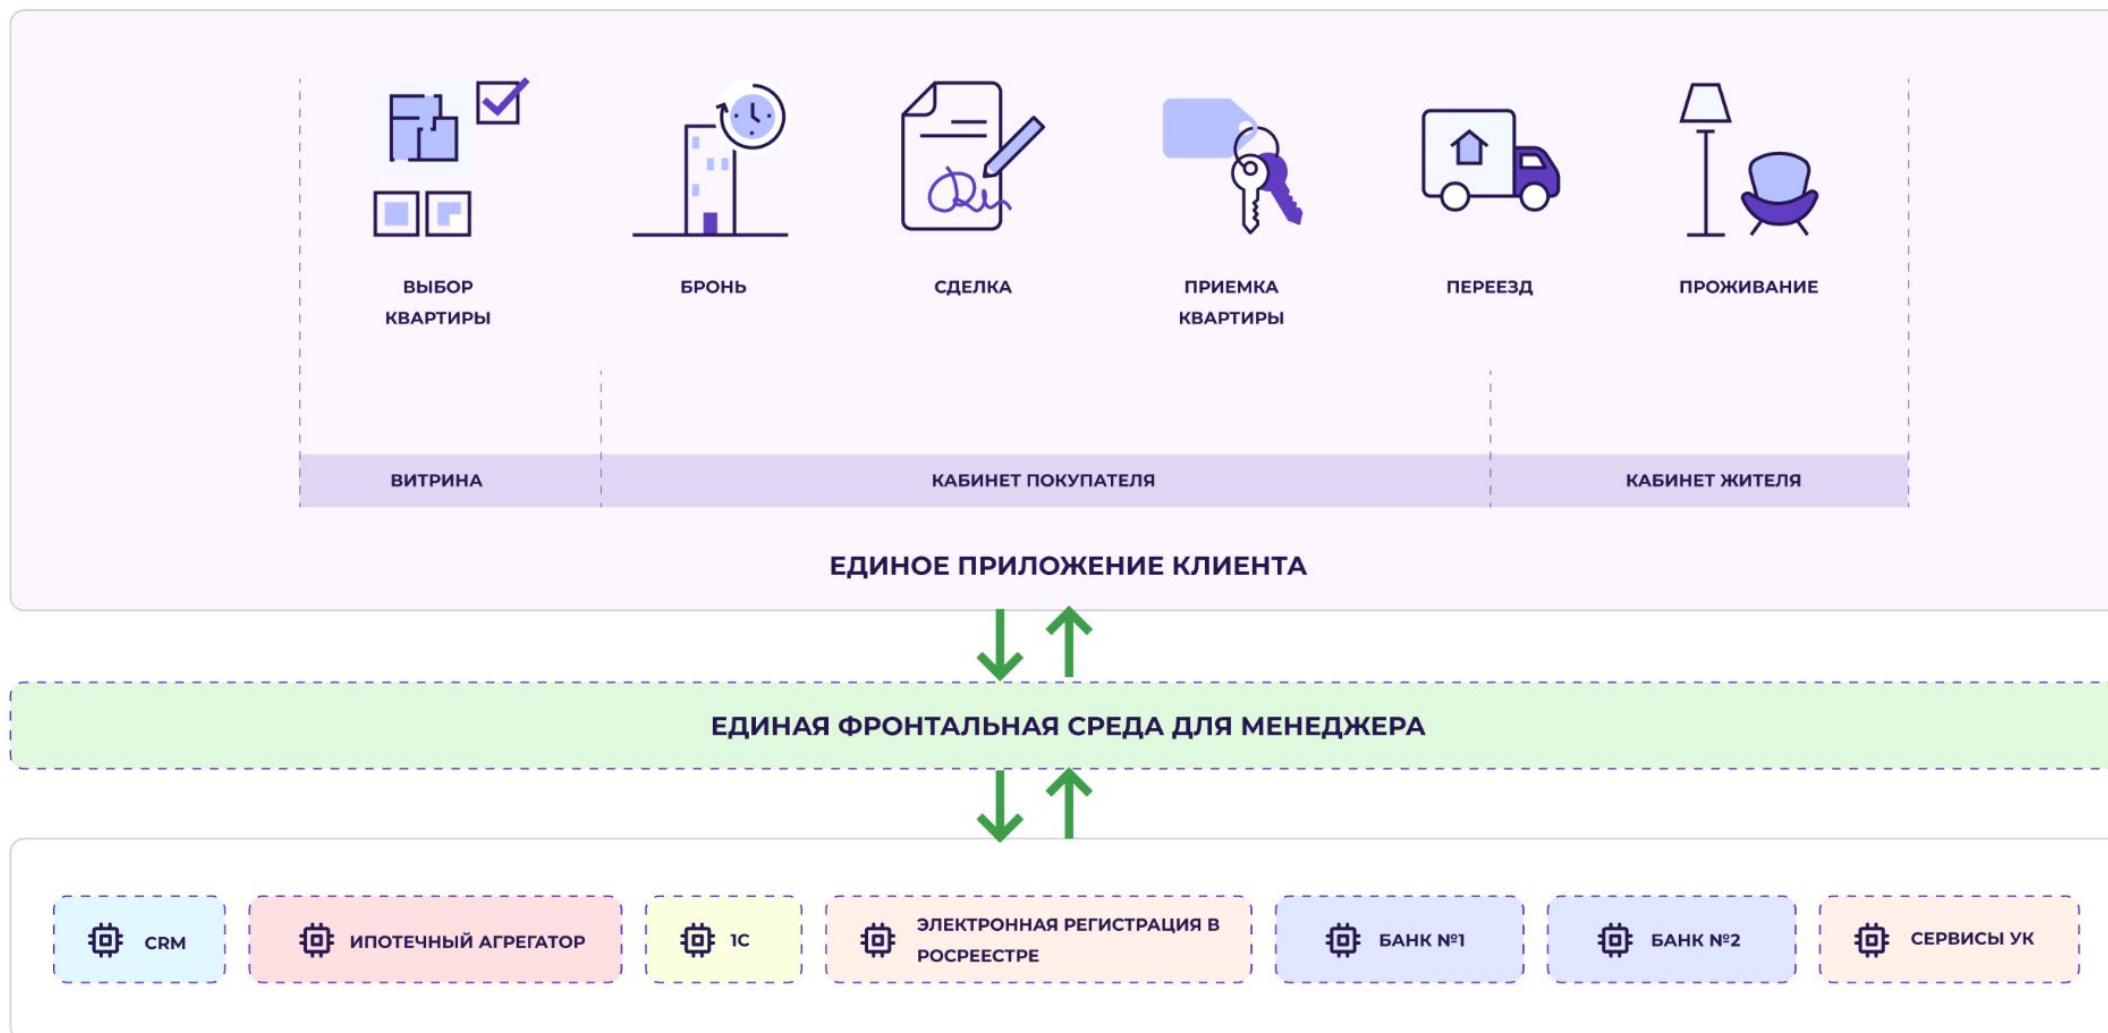 ВЫБОР
КВАРТИРЫ
БРОНЬ
СДЕЛКА
ПРИЕМКА
КВАРТИРЫ
ПЕРЕЕЗД
ПРОЖИВАНИЕ
ВИТРИНА
КАБИНЕТ ПОКУПАТЕЛЯ
КАБИНЕТ ЖИТЕЛЯ
ЕДИНОЕ ПРИЛОЖЕНИЕ КЛИЕНТА
ЕДИНАЯ ФРОНТАЛЬНАЯ СРЕДА ДЛЯ МЕНЕДЖЕРА
CRM
ИПОТЕЧНЫЙ АГРЕГАТОР
1С
ЭЛЕКТРОННАЯ РЕГИСТРАЦИЯ В
РОСРЕЕСТРЕ
БАНК №1
БАНК №2
СЕРВИСЫ УК